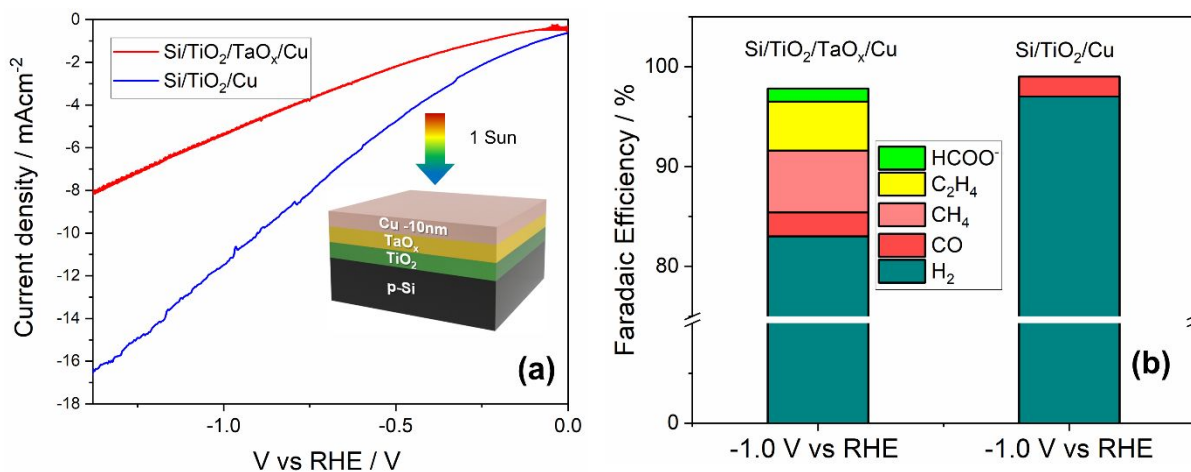 0
-2
-4
-6
-8
-10
-12
-14
-16
-18
Current density / mAcm⁻²
Si/TiO₂/TaOₓ/Cu
Si/TiO₂/Cu
1 Sun
Cu -10nm
TaOₓ
TiO₂
p-Si
(a)
-1.0
-0.5
0.0
V vs RHE / V
Si/TiO₂/TaOₓ/Cu
Si/TiO₂/Cu
100
90
80
0
Faradaic Efficiency / %
HCOO⁻
C₂H₄
CH₄
CO
H₂
(b)
-1.0 V vs RHE
-1.0 V vs RHE